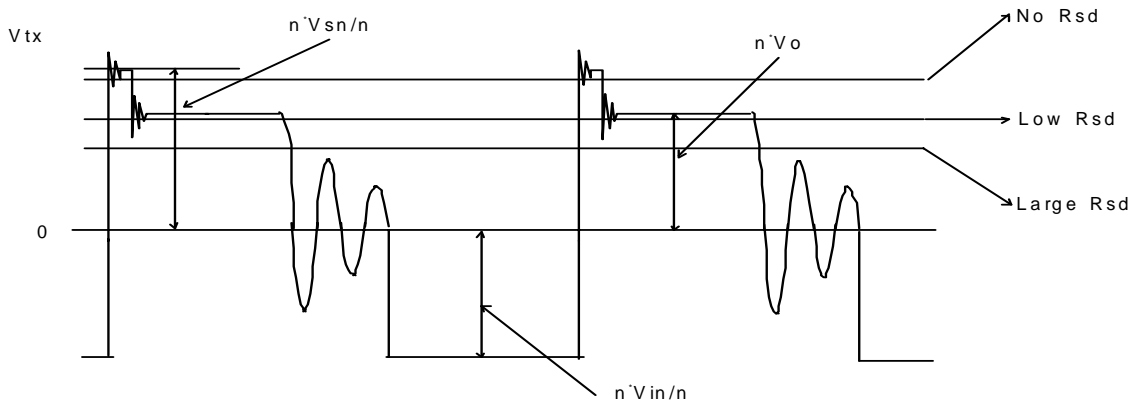 No Rsd
n˙Vsn/n
Vtx
n˙Vo
Low Rsd
Large Rsd
0
n˙Vin/n